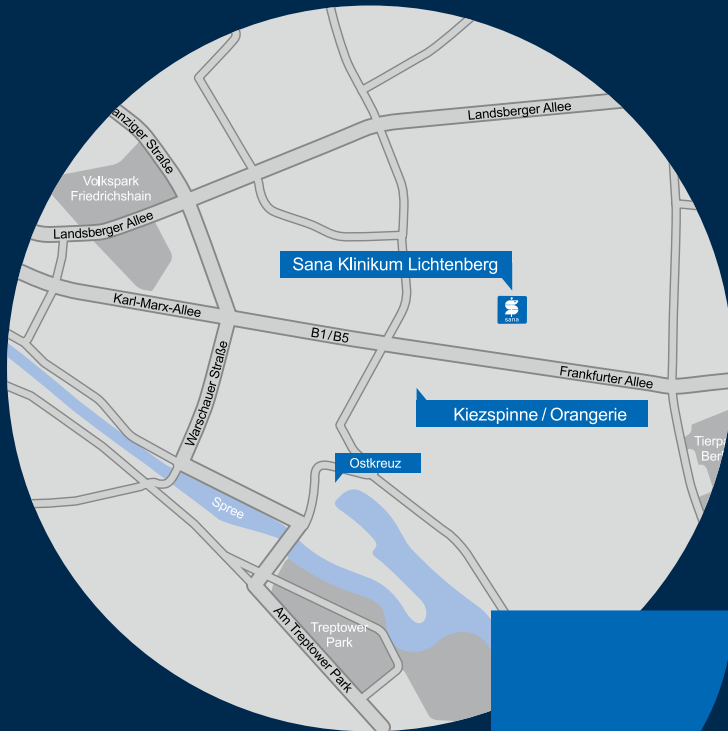 Landsberger Allee
anziger Straße
Volkspark
Friedrichshain
Landsberger Allee
Sana Klinikum Lichtenberg
sana
Karl-Marx-Allee
B1/B5
Warschauer Straße
Frankfurter Allee
Kiezspinne / Orangerie
Tierpa
Berl
Ostkreuz
Spree
Treptower
Park
Am Treptower Park